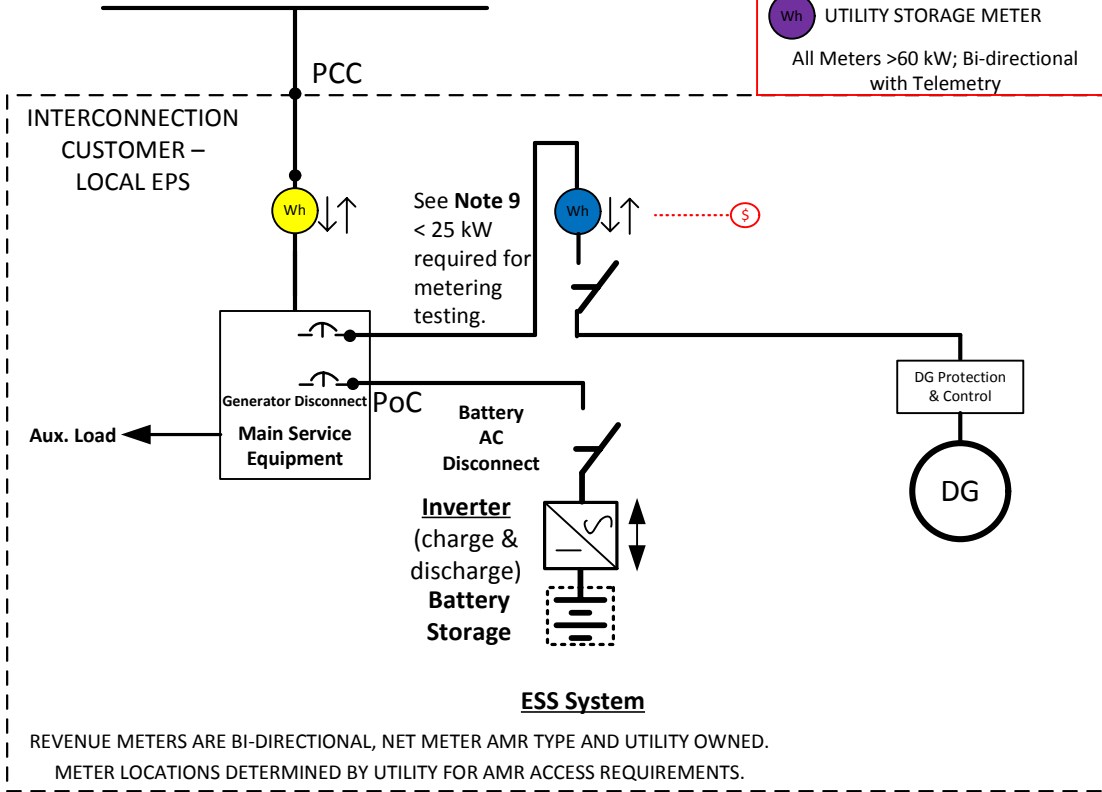 Wh UTILITY STORAGE METER
All Meters >60 kW; Bi-directional
with Telemetry
PCC
INTERCONNECTION
CUSTOMER –
LOCAL EPS
Wh
See Note 9
< 25 kW
required for
metering
testing.
Wh
$
Generator Disconnect
PoC
Main Service
Equipment
Aux. Load
Battery
AC
Disconnect
DG Protection
& Control
DG
Inverter
(charge &
discharge)
Battery
Storage
ESS System
REVENUE METERS ARE BI-DIRECTIONAL, NET METER AMR TYPE AND UTILITY OWNED.
METER LOCATIONS DETERMINED BY UTILITY FOR AMR ACCESS REQUIREMENTS.